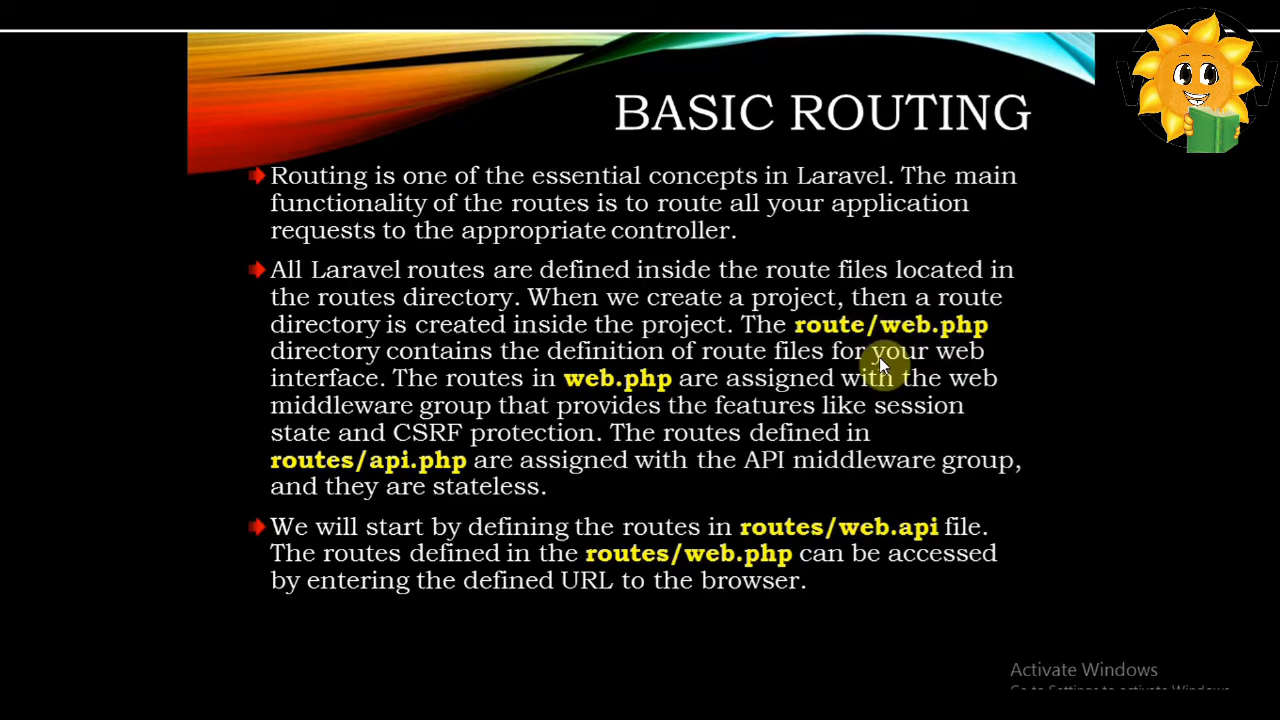 BASIC ROUTING
Routing is one of the essential concepts in Laravel. The main
functionality of the routes is to route all your application
requests to the appropriate controller.
All Laravel routes are defined inside the route files located in
the routes directory. When we create a project, then a route
directory is created inside the project. The route/web.php
directory contains the definition of route files for your web
interface. The routes in web.php are assigned with the web
middleware group that provides the features like session
state and CSRF protection. The routes defined in
routes/api.php are assigned with the API middleware group,
and they are stateless.
We will start by defining the routes in routes/web.api file.
The routes defined in the routes/web.php can be accessed
by entering the defined URL to the browser.
Activate Windows
Go to Settings to activate Windows.